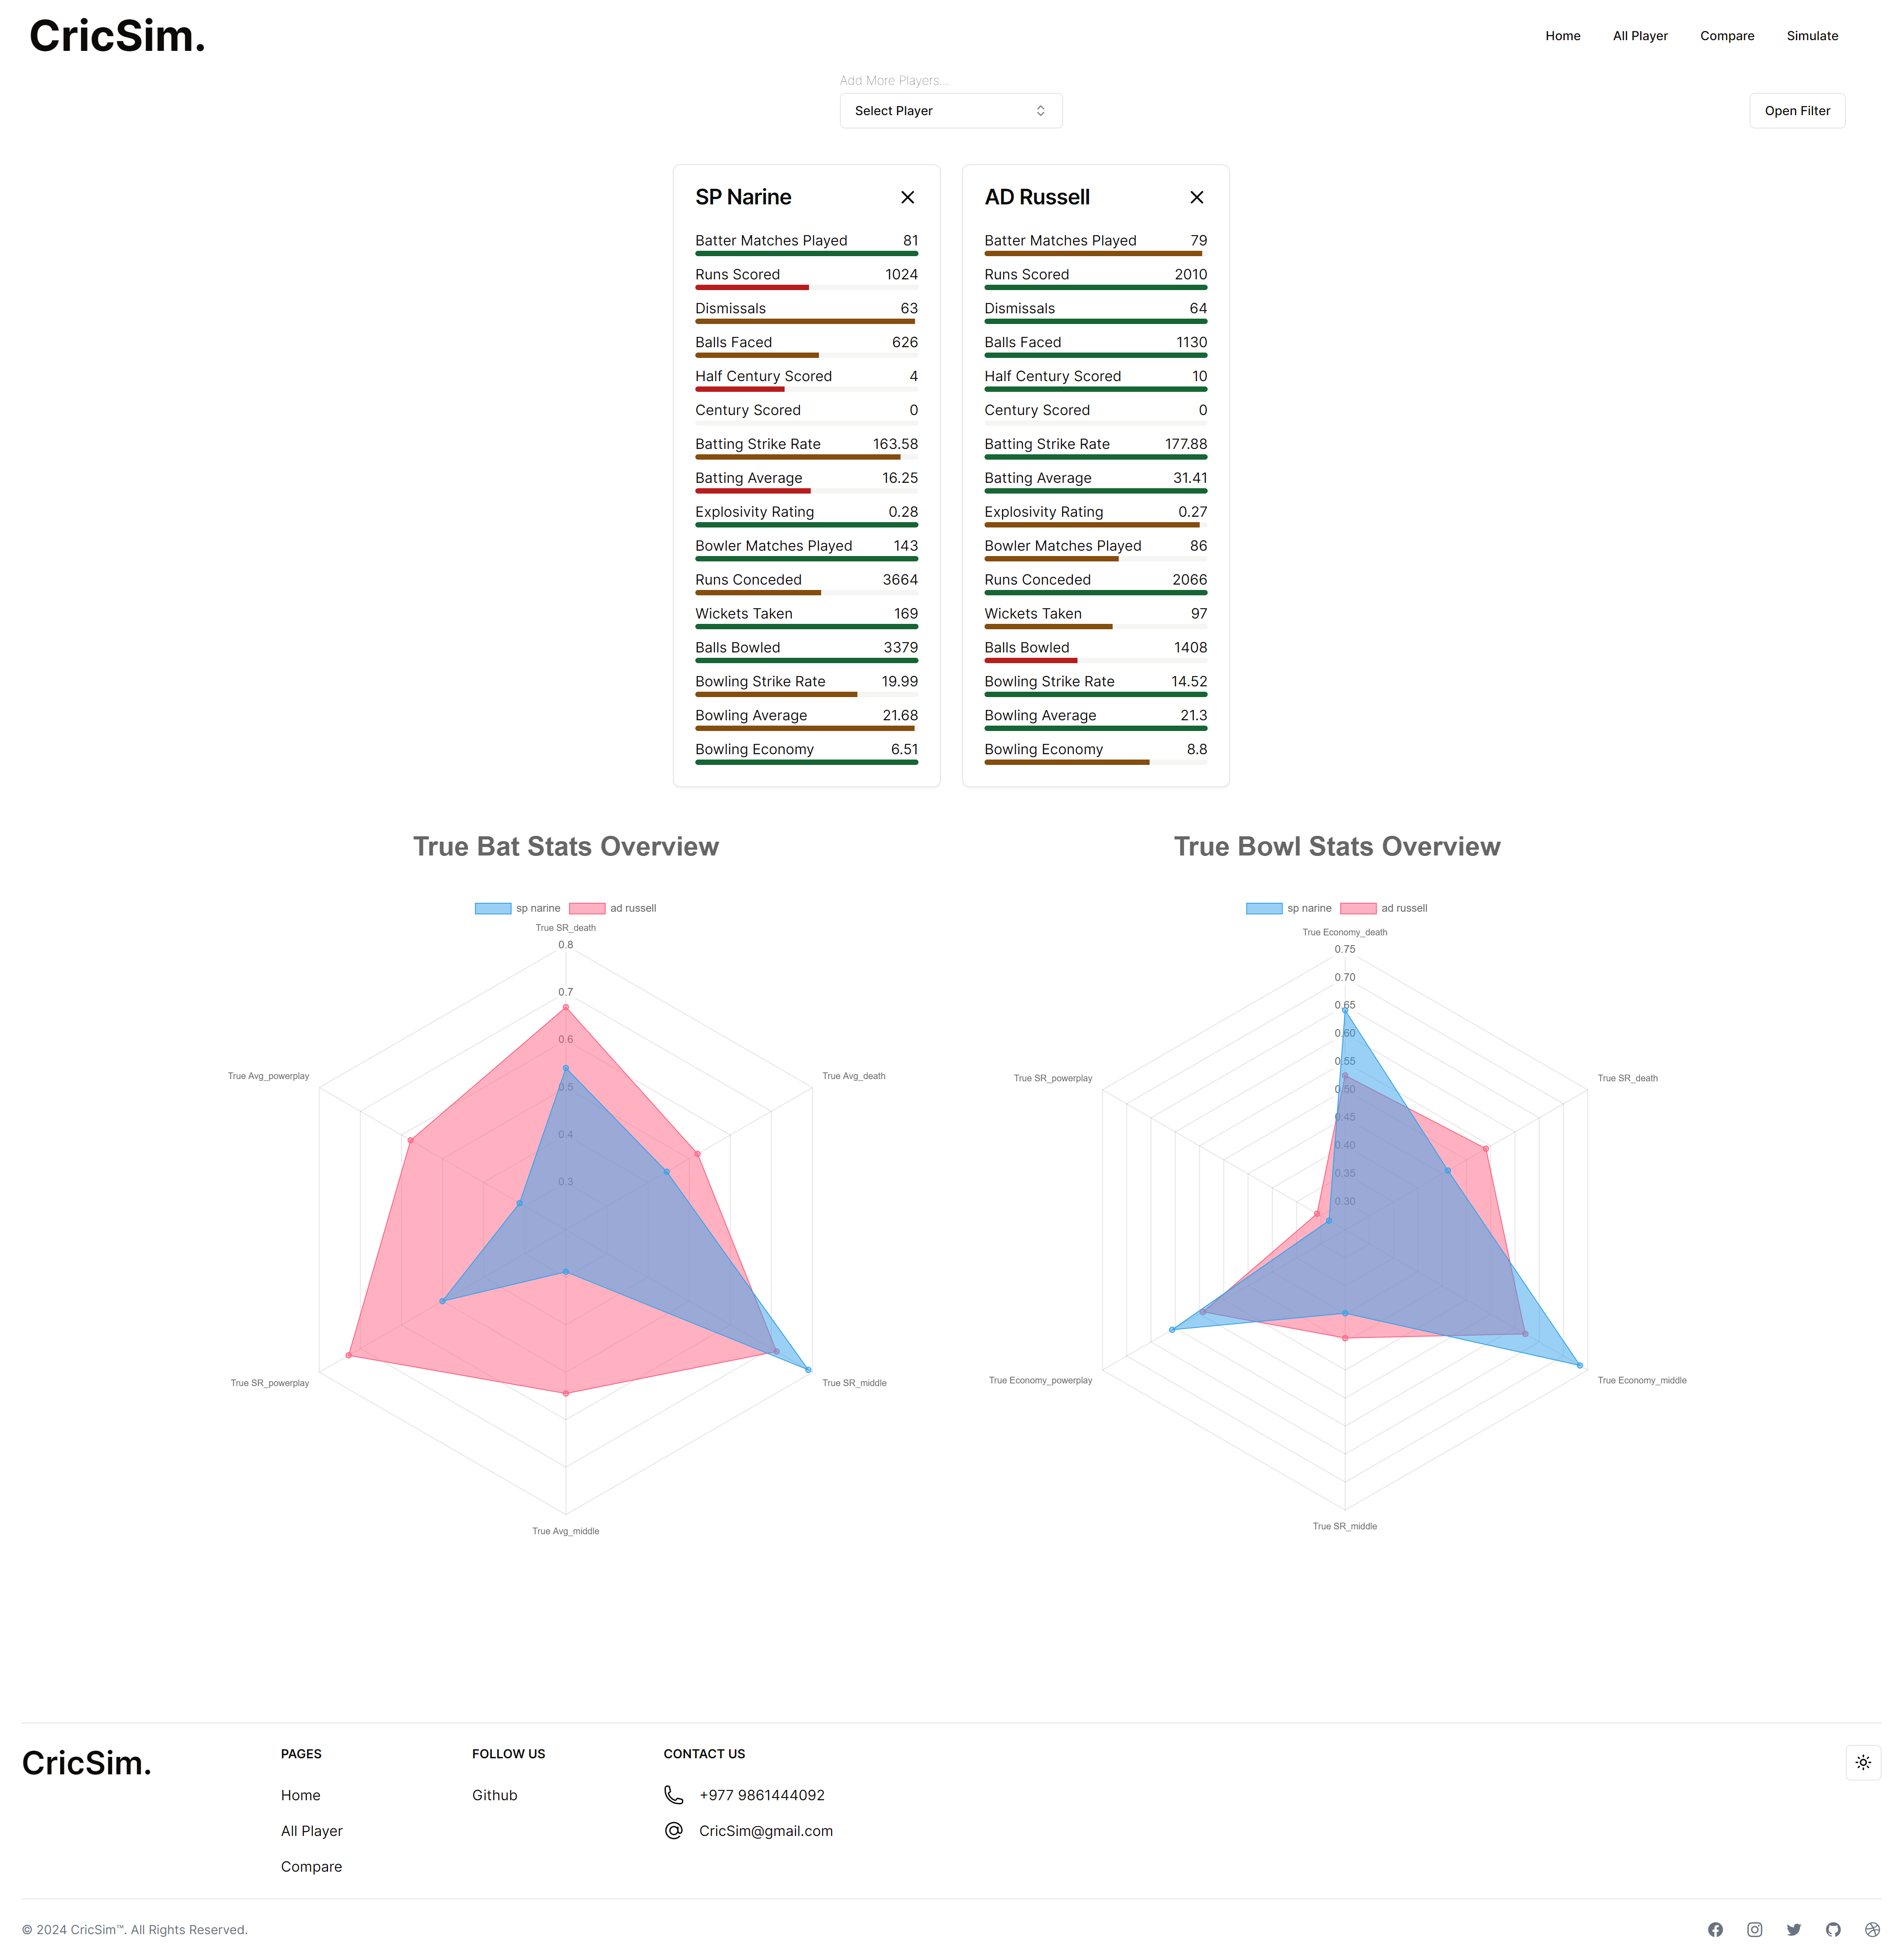 CricSim.
Home All Player Compare Simulate
Add More Players...
Select Player
Open Filter
SP Narine
Batter Matches Played 81
Runs Scored 1024
Dismissals 63
Balls Faced 626
Half Century Scored 4
Century Scored 0
Batting Strike Rate 163.58
Batting Average 16.25
Explosivity Rating 0.28
Bowler Matches Played 143
Runs Conceded 3664
Wickets Taken 169
Balls Bowled 3379
Bowling Strike Rate 19.99
Bowling Average 21.68
Bowling Economy 6.51
AD Russell
Batter Matches Played 79
Runs Scored 2010
Dismissals 64
Balls Faced 1130
Half Century Scored 10
Century Scored 0
Batting Strike Rate 177.88
Batting Average 31.41
Explosivity Rating 0.27
Bowler Matches Played 86
Runs Conceded 2066
Wickets Taken 97
Balls Bowled 1408
Bowling Strike Rate 14.52
Bowling Average 21.3
Bowling Economy 8.8
True Bat Stats Overview
sp narine ad russell
True SR_death
0.8
0.7
0.6
0.5
0.4
0.3
True Avg_powerplay
True Avg_death
True SR_powerplay
True SR_middle
True Avg_middle
True Bowl Stats Overview
sp narine ad russell
True Economy_death
0.75
0.70
0.65
0.60
0.55
0.50
0.45
0.40
0.35
0.30
True SR_powerplay
True SR_death
True Economy_powerplay
True Economy_middle
True SR_middle
CricSim.
PAGES
Home
All Player
Compare
FOLLOW US
Github
CONTACT US
+977 9861444092
CricSim@gmail.com
© 2024 CricSim™. All Rights Reserved.